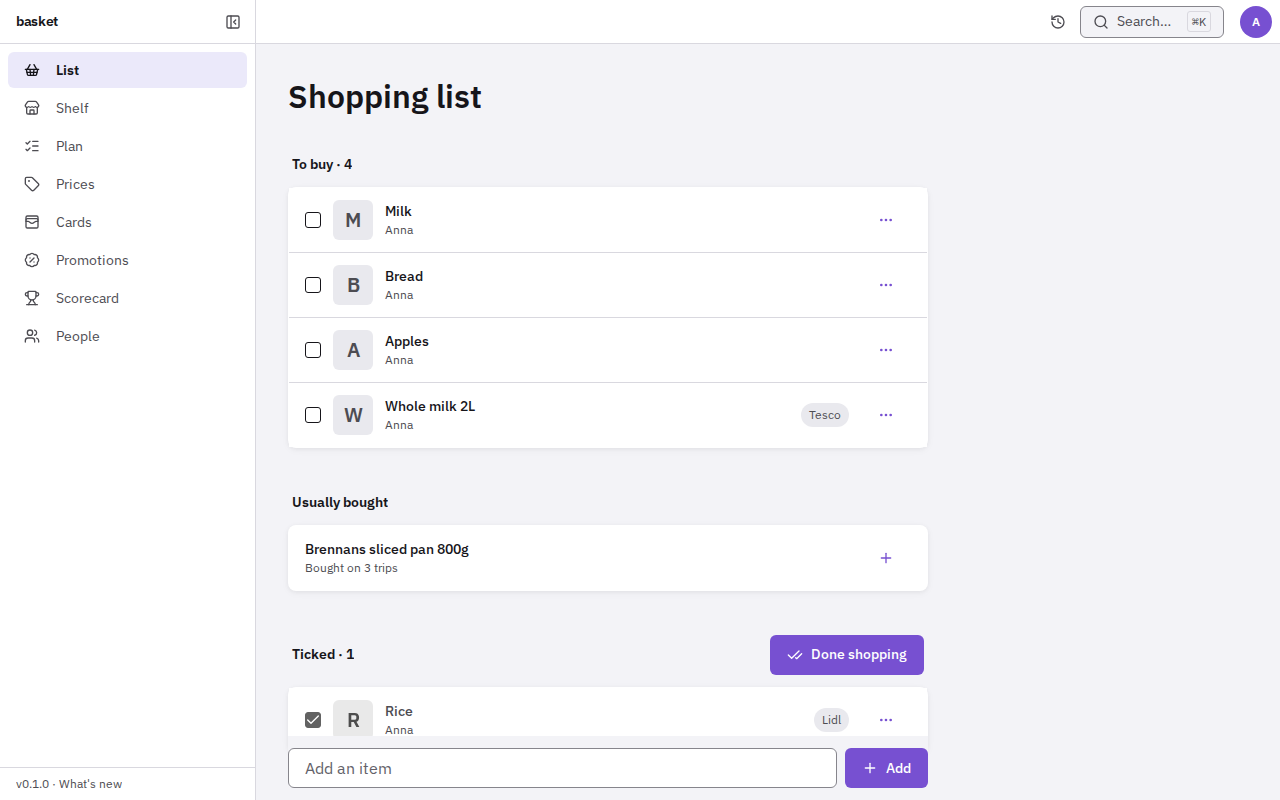 basket
Search...
⌘K
A
List
Shelf
Plan
Prices
Cards
Promotions
Scorecard
People
v0.1.0 · What's new
Shopping list
To buy · 4
M
Milk
Anna
B
Bread
Anna
A
Apples
Anna
W
Whole milk 2L
Anna
Tesco
Usually bought
Brennans sliced pan 800g
Bought on 3 trips
Ticked · 1
Done shopping
R
Rice
Anna
Lidl
Add an item
Add